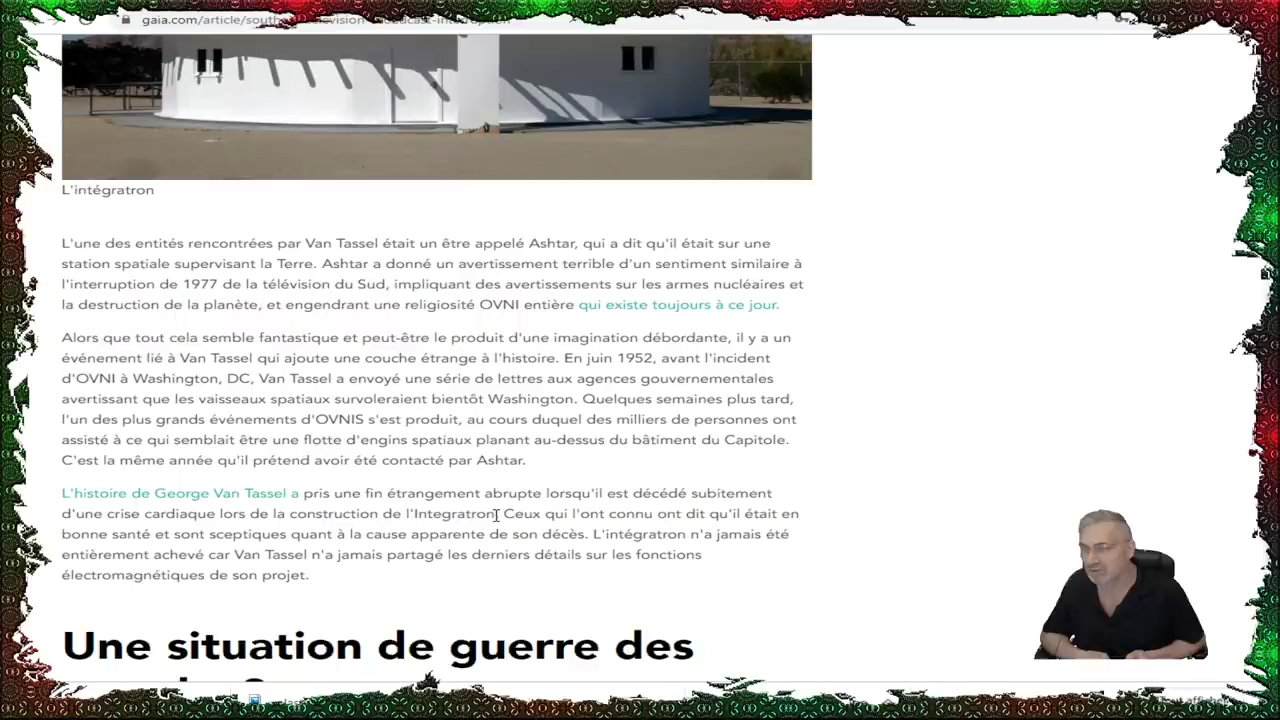 L'intégratron
L'une des entités rencontrées par Van Tassel était un être appelé Ashtar, qui a dit qu'il était sur une
station spatiale supervisant la Terre. Ashtar a donné un avertissement terrible d'un sentiment similaire à
l'interruption de 1977 de la télévision du Sud, impliquant des avertissements sur les armes nucléaires et
la destruction de la planète, et engendrant une religiosité OVNI entière qui existe toujours à ce jour.
Alors que tout cela semble fantastique et peut-être le produit d'une imagination débordante, il y a un
événement lié à Van Tassel qui ajoute une couche étrange à l'histoire. En juin 1952, avant l'incident
d'OVNI à Washington, DC, Van Tassel a envoyé une série de lettres aux agences gouvernementales
avertissant que les vaisseaux spatiaux survoleraient bientôt Washington. Quelques semaines plus tard,
l'un des plus grands événements d'OVNIS s'est produit, au cours duquel des milliers de personnes ont
assisté à ce qui semblait être une flotte d'engins spatiaux planant au-dessus du bâtiment du Capitole.
C'est la même année qu'il prétend avoir été contacté par Ashtar.
L'histoire de George Van Tassel a pris une fin étrangement abrupte lorsqu'il est décédé subitement
d'une crise cardiaque lors de la construction de l'Integratron. Ceux qui l'ont connu ont dit qu'il était en
bonne santé et sont sceptiques quant à la cause apparente de son décès. L'intégratron n'a jamais été
entièrement achevé car Van Tassel n'a jamais partagé les derniers détails sur les fonctions
électromagnétiques de son projet.
Une situation de guerre des